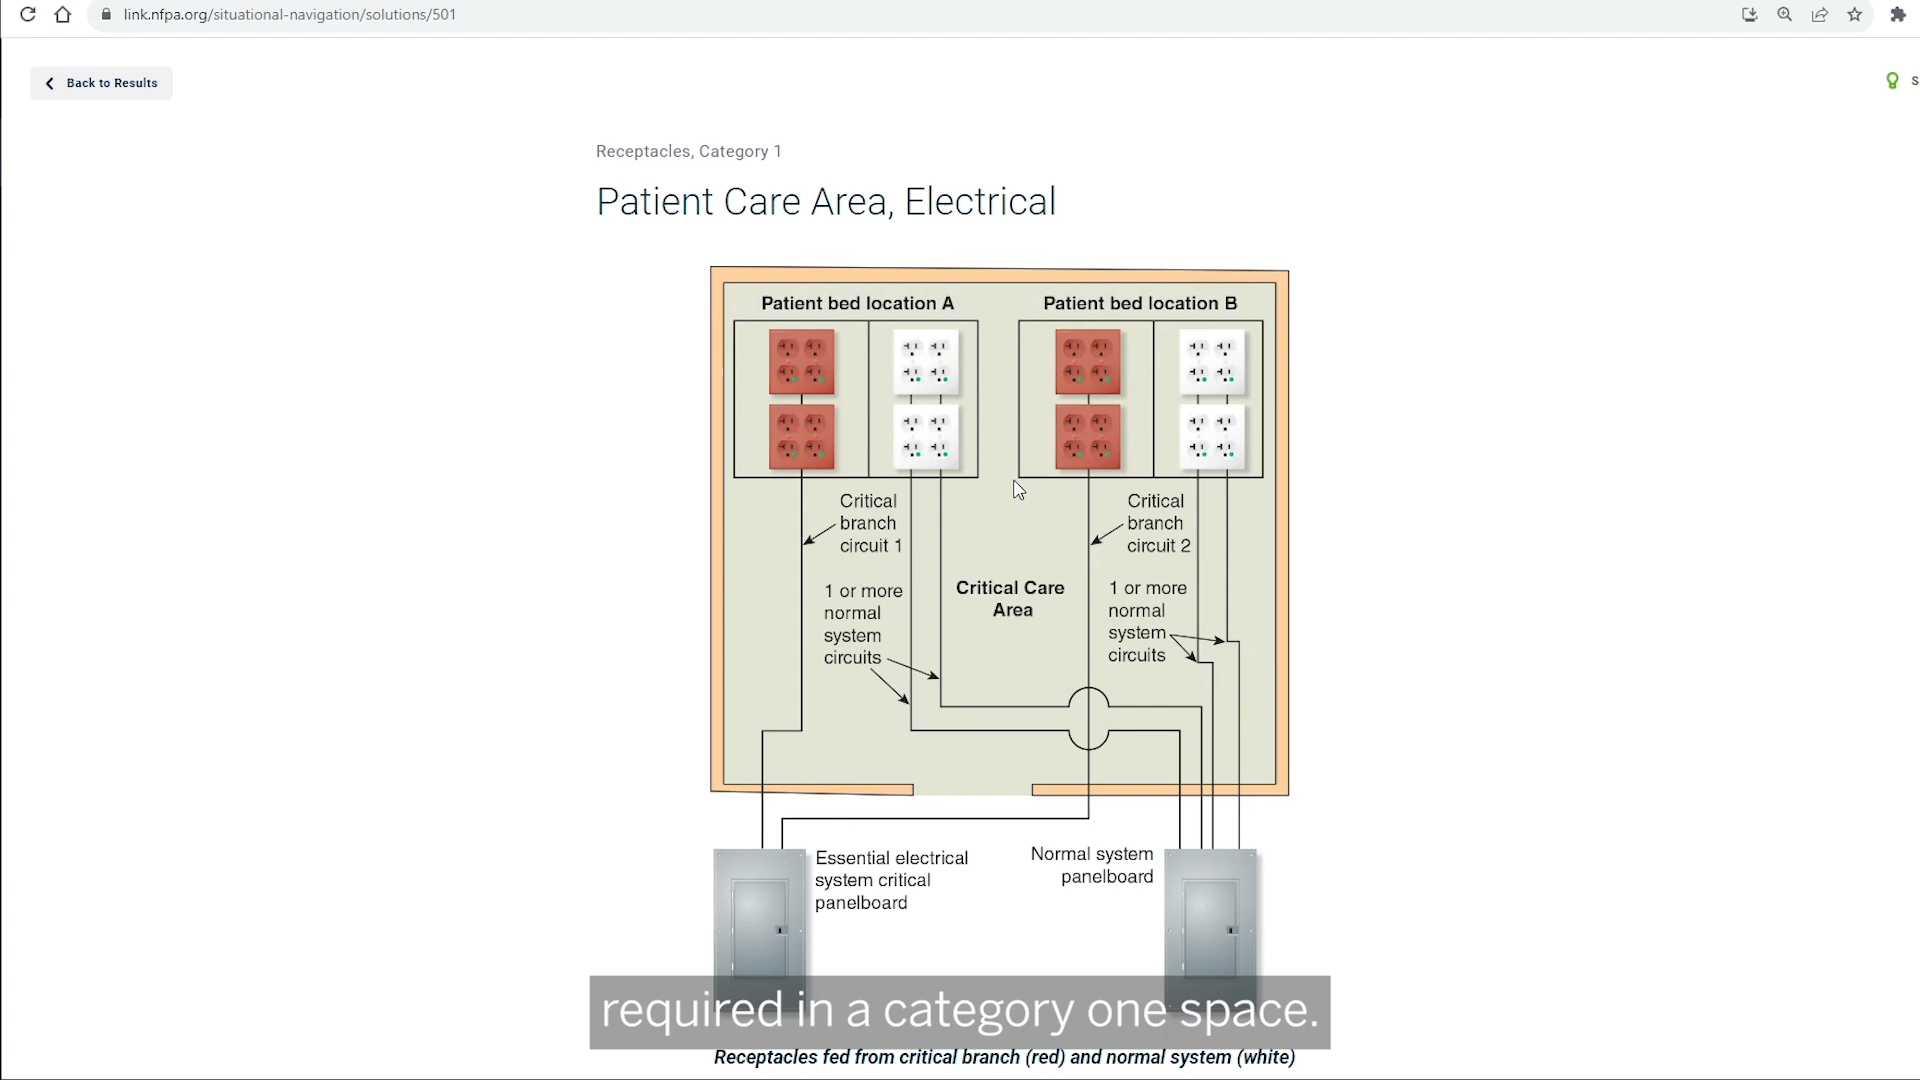 link.nfpa.org/situational-navigation/solutions/501
Back to Results
S
Receptacles, Category 1
Patient Care Area, Electrical
Patient bed location A
Patient bed location B
Critical
branch
circuit 1
Critical
branch
circuit 2
1 or more
normal
system
circuits
Critical Care
Area
1 or more
normal
system
circuits
Essential electrical
system critical
panelboard
Normal system
panelboard
required in a category one space.
Receptacles fed from critical branch (red) and normal system (white)